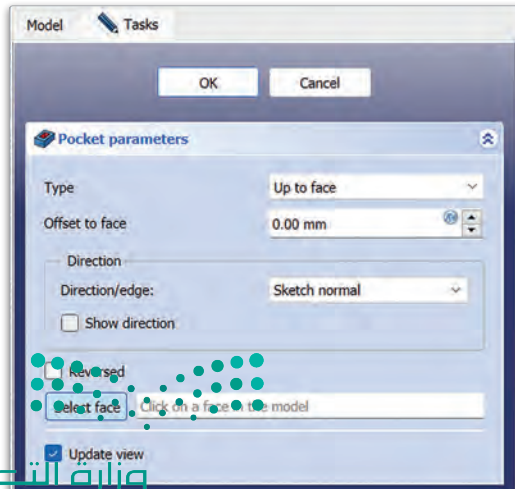 Model Tasks
OK Cancel
Pocket parameters
Type Up to face
Offset to face 0.00 mm
Direction
Direction/edge: Sketch normal
Show direction
Reversed
Select face Click on a face in the model
Update view
وزارة